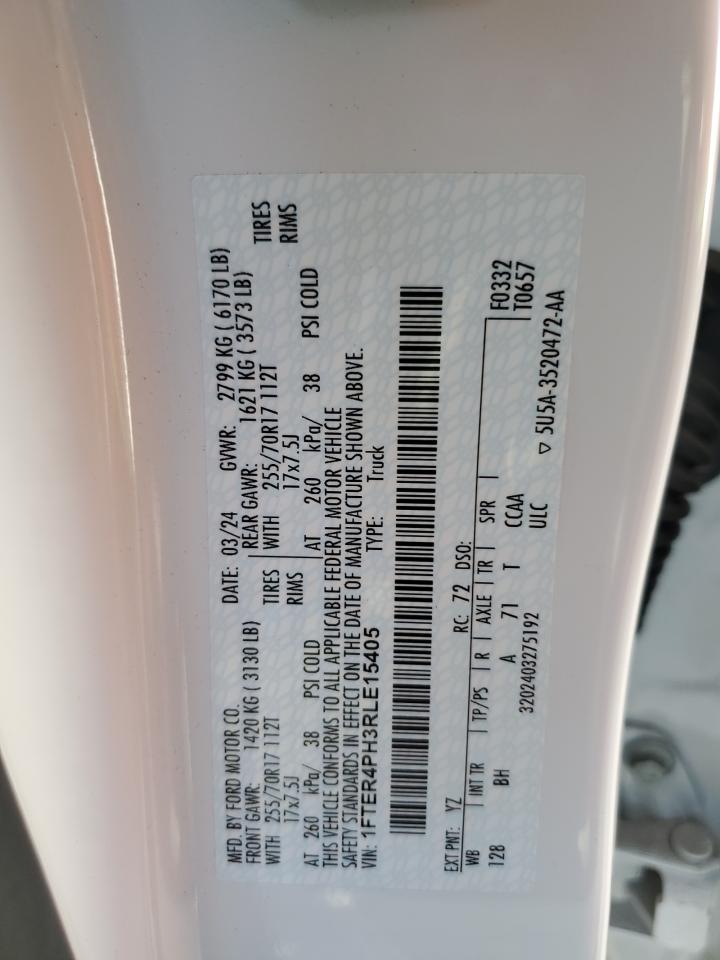 MFD. BY FORD MOTOR CO. DATE: 03/24 GVWR: 2799 KG ( 6170 LB)
FRONT GAWR: 1420 KG ( 3130 LB) REAR GAWR: 1621 KG ( 3573 LB)
WITH 255/70R17 112T TIRES WITH 255/70R17 112T TIRES
17x7.5J RIMS 17x7.5J RIMS
AT 260 kPa/ 38 PSI COLD AT 260 kPa/ 38 PSI COLD
THIS VEHICLE CONFORMS TO ALL APPLICABLE FEDERAL MOTOR VEHICLE
SAFETY STANDARDS IN EFFECT ON THE DATE OF MANUFACTURE SHOWN ABOVE.
VIN: 1FTER4PH3RLE15405 TYPE: Truck
EXT PNT: YZ RC: 72 DSO: F0332
WB INT TR TP/PS R AXLE TR SPR T0657
128 BH A 71 T CCAA
3202403275192 ULC ▽ 5U5A-3520472-AA